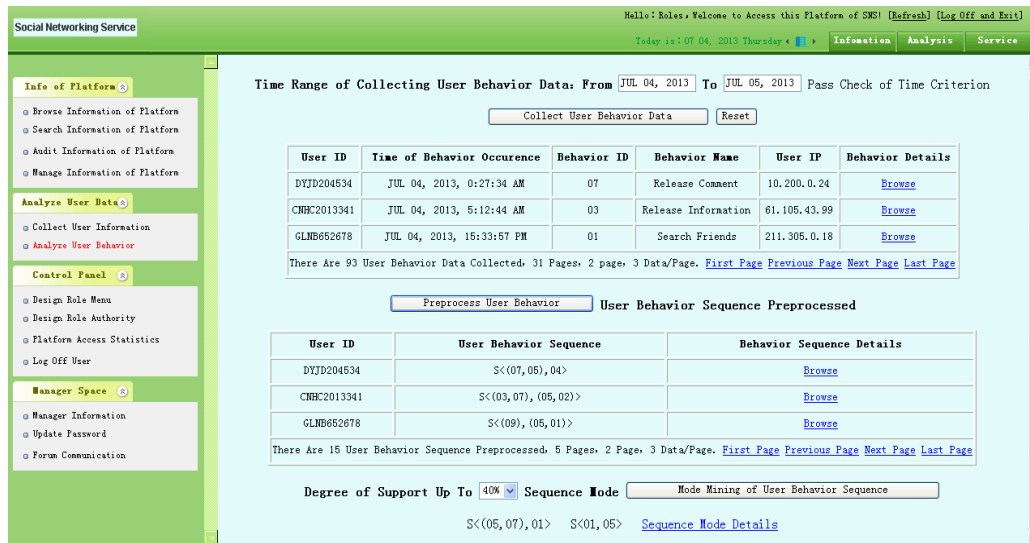 Hello：Roles，Welcome to Access this Platform of SNS! [Refresh] [Log Off and Exit]
Social Networking Service
Today is：07 04, 2013 Thursday
Infomation Analysis Service
Info of Platform
Browse Information of Platform
Search Information of Platform
Audit Information of Platform
Manage Information of Platform
Analyze User Data
Collect User Information
Analyze User Behavior
Control Panel
Design Role Menu
Design Role Authority
Platform Access Statistics
Log Off User
Manager Space
Manager Information
Update Password
Forum Communication
Time Range of Collecting User Behavior Data: From JUL 04, 2013 To JUL 05, 2013 Pass Check of Time Criterion
Collect User Behavior Data Reset
User ID Time of Behavior Occurence Behavior ID Behavior Name User IP Behavior Details
DYJD204534 JUL 04, 2013, 0:27:34 AM 07 Release Comment 10.200.0.24 Browse
CNHC2013341 JUL 04, 2013, 5:12:44 AM 03 Release Information 61.105.43.99 Browse
GLNB652678 JUL 04, 2013, 15:33:57 PM 01 Search Friends 211.305.0.18 Browse
There Are 93 User Behavior Data Collected, 31 Pages, 2 page, 3 Data/Page. First Page Previous Page Next Page Last Page
Preprocess User Behavior User Behavior Sequence Preprocessed
User ID User Behavior Sequence Behavior Sequence Details
DYJD204534 S<(07,05),04> Browse
CNHC2013341 S<(03,07),(05,02)> Browse
GLNB652678 S<(09),(05,01)> Browse
There Are 15 User Behavior Sequence Preprocessed, 5 Pages, 2 Page, 3 Data/Page. First Page Previous Page Next Page Last Page
Degree of Support Up To 40% Sequence Mode Mode Mining of User Behavior Sequence
S<(05,07),01> S<01,05> Sequence Mode Details